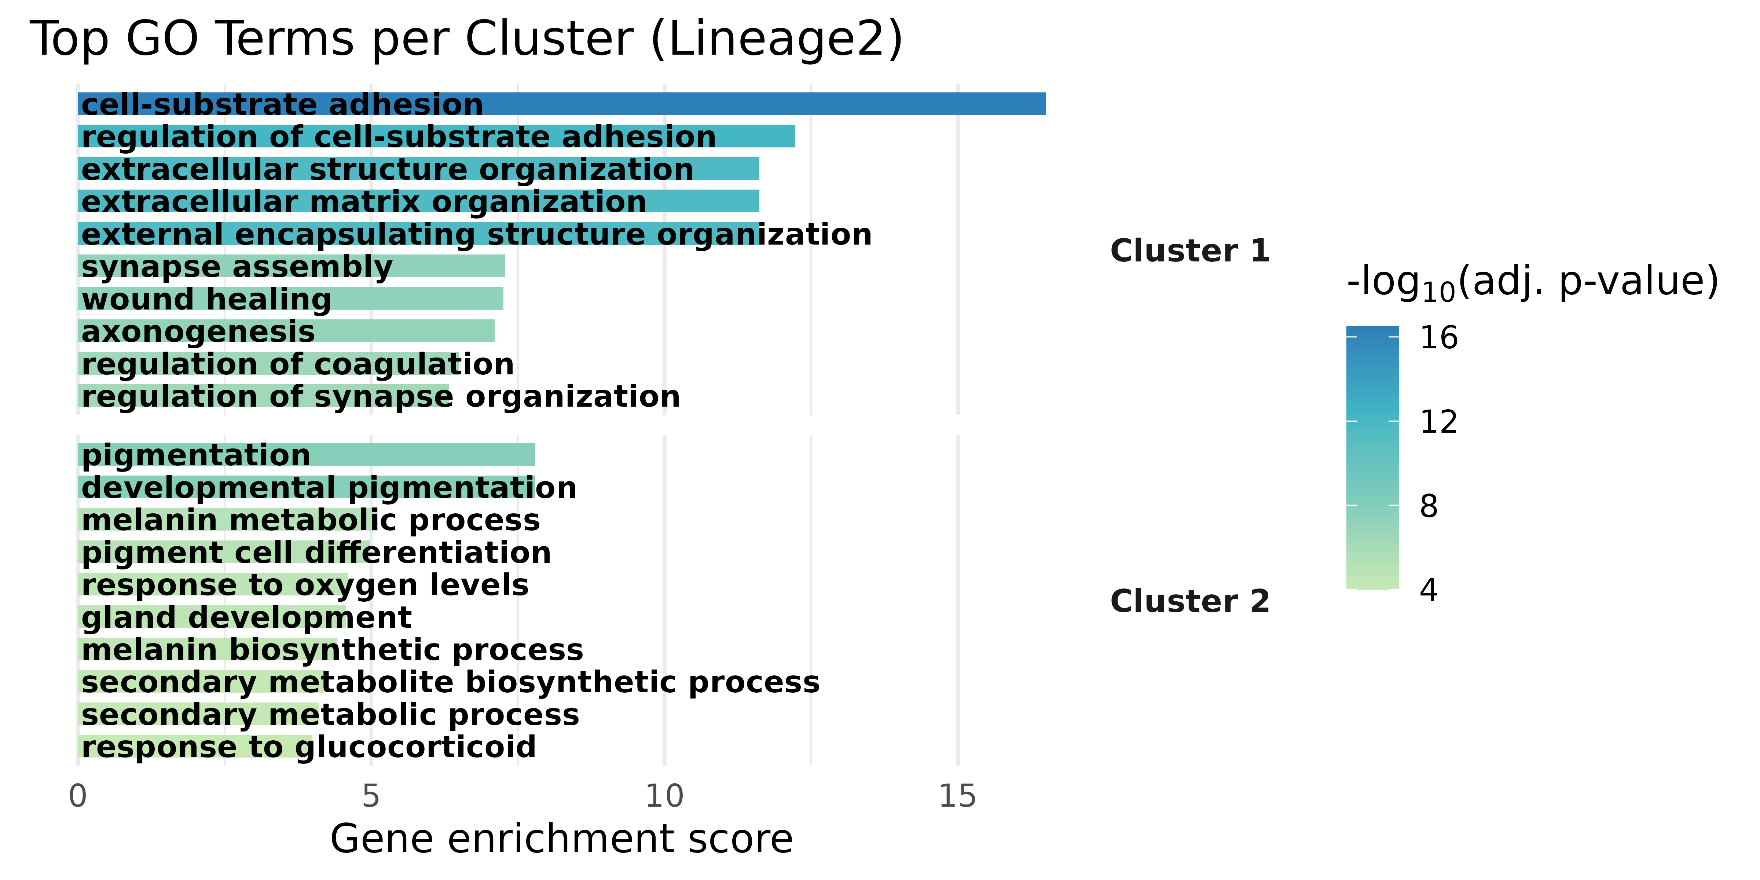 Top GO Terms per Cluster (Lineage2)
cell-substrate adhesion
regulation of cell-substrate adhesion
extracellular structure organization
extracellular matrix organization
external encapsulating structure organization
synapse assembly
wound healing
axonogenesis
regulation of coagulation
regulation of synapse organization
Cluster 1
pigmentation
developmental pigmentation
melanin metabolic process
pigment cell differentiation
response to oxygen levels
gland development
melanin biosynthetic process
secondary metabolite biosynthetic process
secondary metabolic process
response to glucocorticoid
Cluster 2
0 5 10 15
Gene enrichment score
-log₁₀(adj. p-value)
16
12
8
4